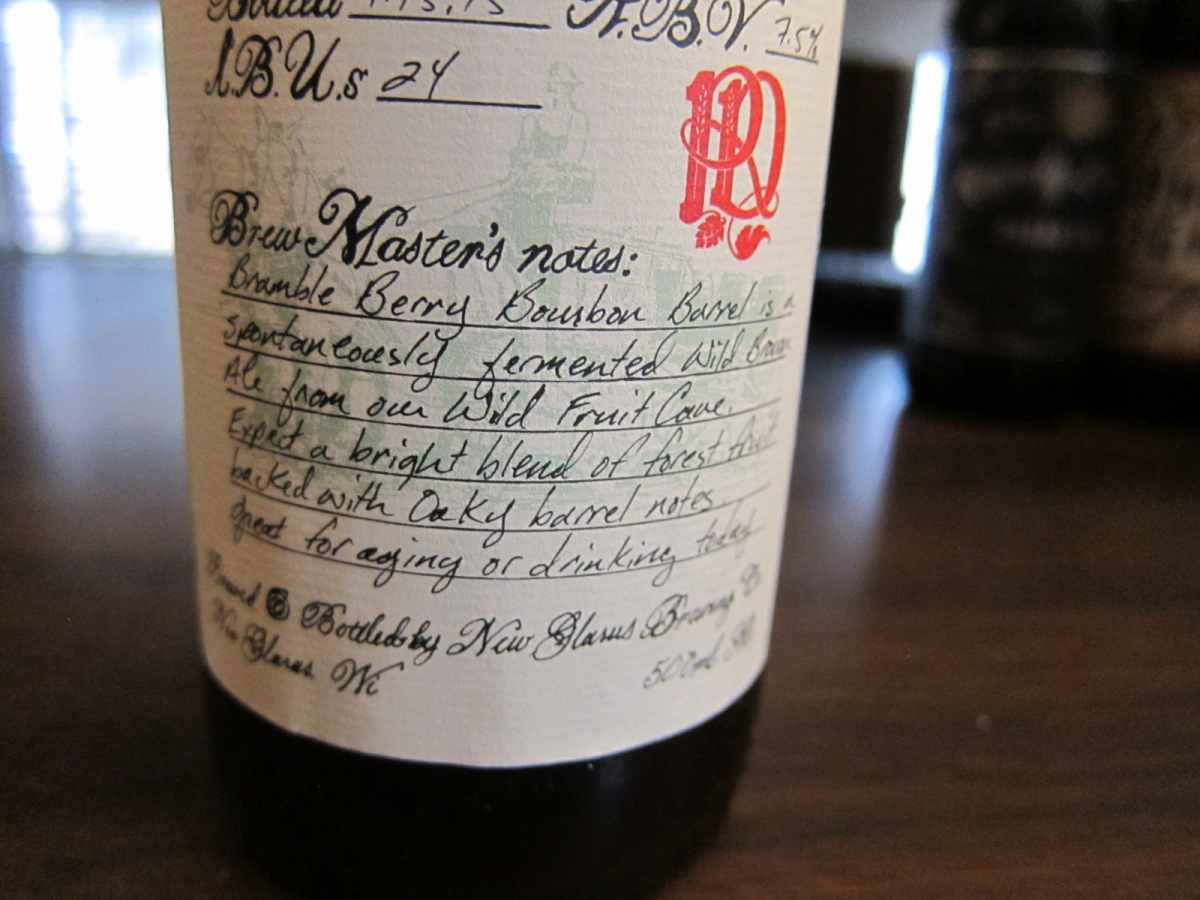 A.B.V. 7.5%
I.B.U.s 24
Brew Master's notes:
Bramble Berry Bourbon Barrel is a
spontaneously fermented Wild Brown
Ale from our Wild Fruit Cave.
Expect a bright blend of forest fruit
backed with Oaky barrel notes.
Great for aging or drinking today
& Bottled by New Glarus Brewing
New Glarus, Wi 500ml